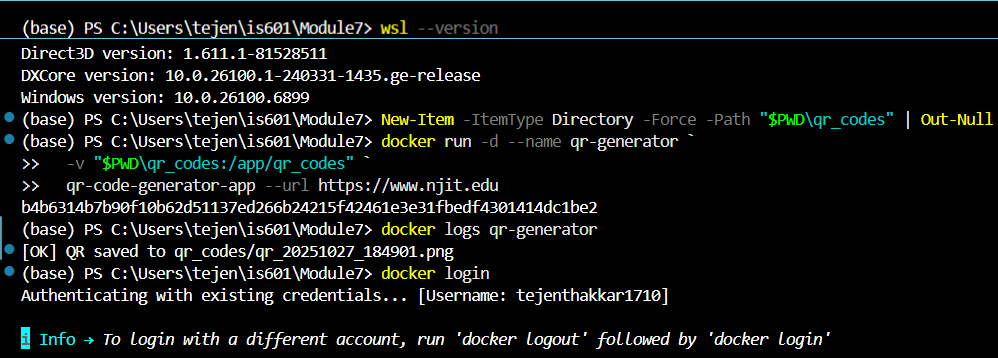 (base) PS C:\Users\tejen\is601\Module7> wsl --version
Direct3D version: 1.611.1-81528511
DXCore version: 10.0.26100.1-240331-1435.ge-release
Windows version: 10.0.26100.6899
(base) PS C:\Users\tejen\is601\Module7> New-Item -ItemType Directory -Force -Path "$PWD\qr_codes" | Out-Null
(base) PS C:\Users\tejen\is601\Module7> docker run -d --name qr-generator `
>>   -v "$PWD\qr_codes:/app/qr_codes" `
>>   qr-code-generator-app --url https://www.njit.edu
b4b6314b7b90f10b62d51137ed266b24215f42461e3e31fbedf4301414dc1be2
(base) PS C:\Users\tejen\is601\Module7> docker logs qr-generator
[OK] QR saved to qr_codes/qr_20251027_184901.png
(base) PS C:\Users\tejen\is601\Module7> docker login
Authenticating with existing credentials... [Username: tejenthakkar1710]
i Info → To login with a different account, run 'docker logout' followed by 'docker login'